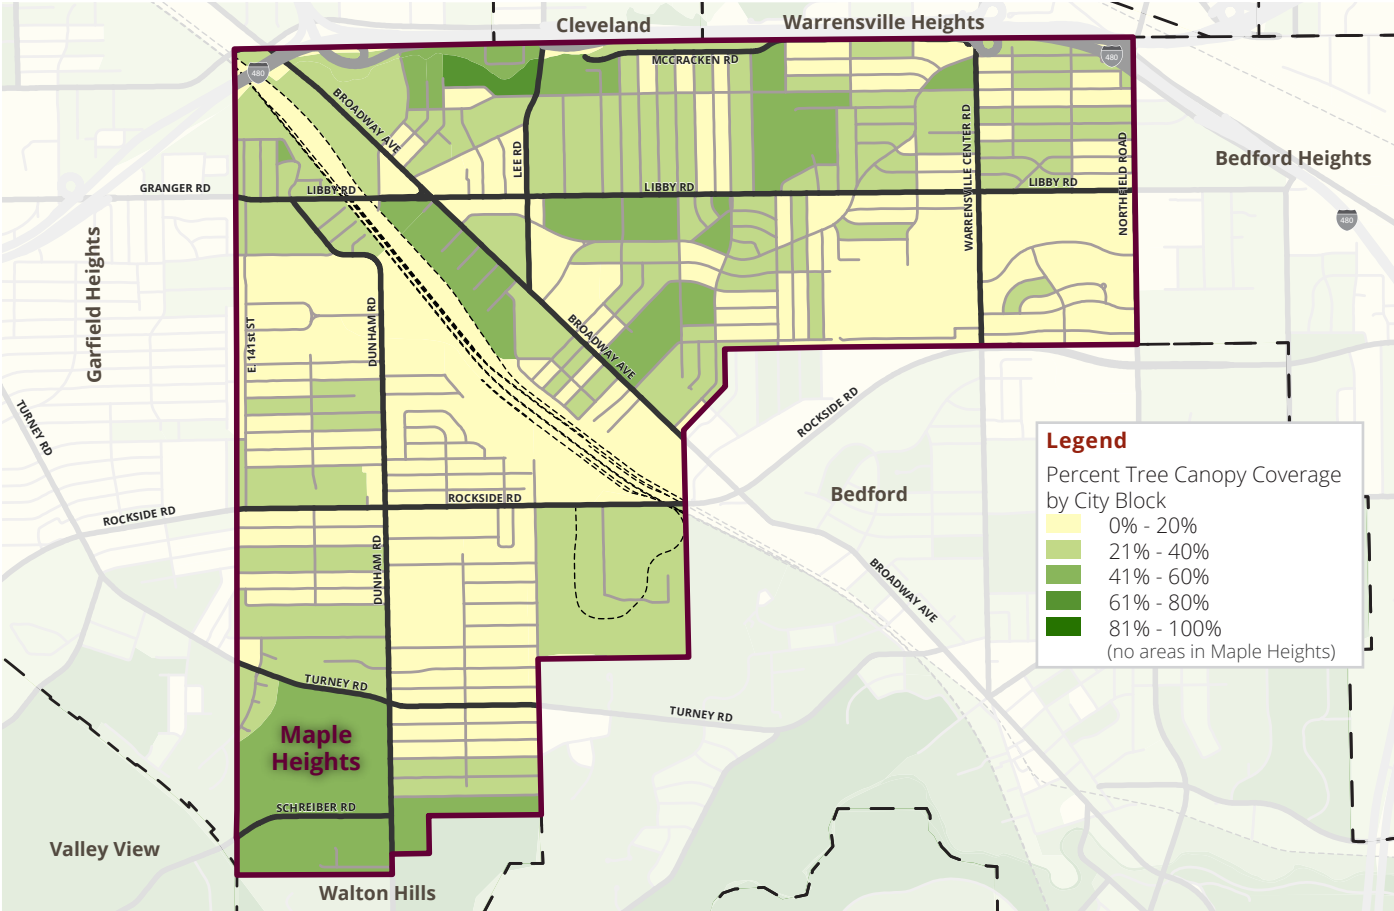 Cleveland
Warrensville Heights
MCCRACKEN RD
480
480
BROADWAY AVE
LEE RD
WARRENSVILLE CENTER RD
NORTHFIELD ROAD
Bedford Heights
GRANGER RD
LIBBY RD
LIBBY RD
LIBBY RD
480
Garfield Heights
E. 141st ST
DUNHAM RD
BROADWAY AVE
TURNEY RD
ROCKSIDE RD
Legend
Percent Tree Canopy Coverage
by City Block
0% - 20%
21% - 40%
41% - 60%
61% - 80%
81% - 100%
(no areas in Maple Heights)
Bedford
ROCKSIDE RD
ROCKSIDE RD
DUNHAM RD
BROADWAY AVE
TURNEY RD
TURNEY RD
Maple
Heights
SCHREIBER RD
Valley View
Walton Hills